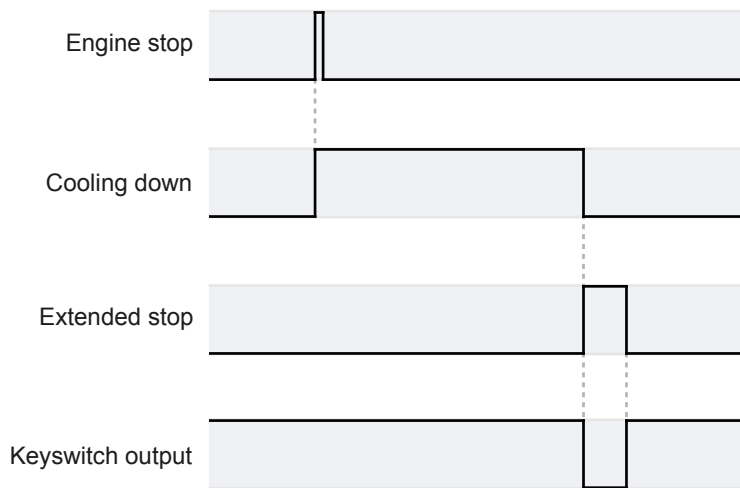 Engine stop
Cooling down
Extended stop
Keyswitch output